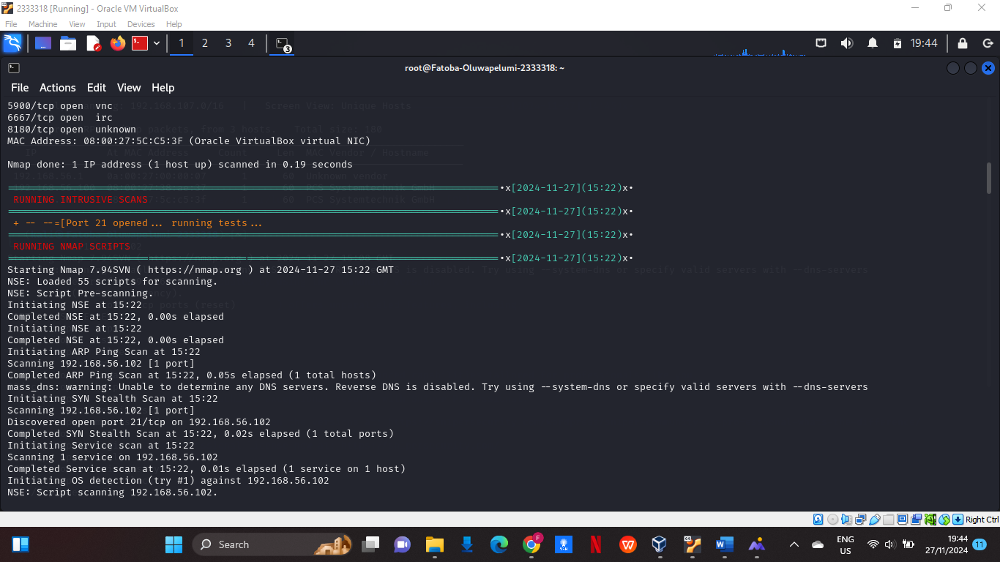 2333318 [Running] - Oracle VM VirtualBox
File Machine View Input Devices Help
1 2 3 4 3 19:44
root@Fatoba-Oluwapelumi-2333318: ~
File Actions Edit View Help
5900/tcp open  vnc
6667/tcp open  irc
8180/tcp open  unknown
MAC Address: 08:00:27:5C:C5:3F (Oracle VirtualBox virtual NIC)
Nmap done: 1 IP address (1 host up) scanned in 0.19 seconds
•x[2024-11-27](15:22)x•
RUNNING INTRUSIVE SCANS
•x[2024-11-27](15:22)x•
+ -- --=[Port 21 opened... running tests...
•x[2024-11-27](15:22)x•
RUNNING NMAP SCRIPTS
•x[2024-11-27](15:22)x•
Starting Nmap 7.94SVN ( https://nmap.org ) at 2024-11-27 15:22 GMT
NSE: Loaded 55 scripts for scanning.
NSE: Script Pre-scanning.
Initiating NSE at 15:22
Completed NSE at 15:22, 0.00s elapsed
Initiating NSE at 15:22
Completed NSE at 15:22, 0.00s elapsed
Initiating ARP Ping Scan at 15:22
Scanning 192.168.56.102 [1 port]
Completed ARP Ping Scan at 15:22, 0.05s elapsed (1 total hosts)
mass_dns: warning: Unable to determine any DNS servers. Reverse DNS is disabled. Try using --system-dns or specify valid servers with --dns-servers
Initiating SYN Stealth Scan at 15:22
Scanning 192.168.56.102 [1 port]
Discovered open port 21/tcp on 192.168.56.102
Completed SYN Stealth Scan at 15:22, 0.02s elapsed (1 total ports)
Initiating Service scan at 15:22
Scanning 1 service on 192.168.56.102
Completed Service scan at 15:22, 0.01s elapsed (1 service on 1 host)
Initiating OS detection (try #1) against 192.168.56.102
NSE: Script scanning 192.168.56.102.
Right Ctrl
Search
ENG
US
19:44
27/11/2024
11